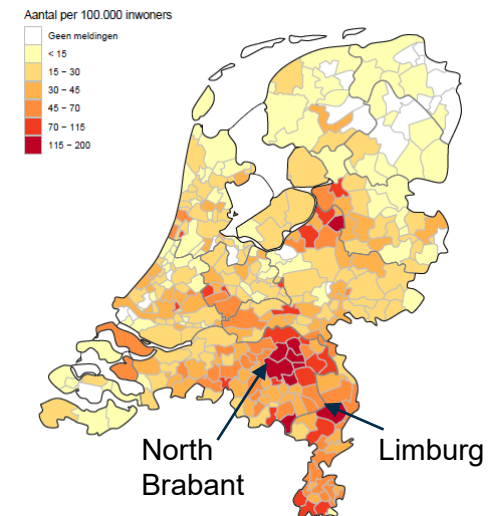 Aantal per 100.000 inwoners
Geen meldingen
< 15
15 – 30
30 – 45
45 – 70
70 – 115
115 – 200
North
Brabant
Limburg